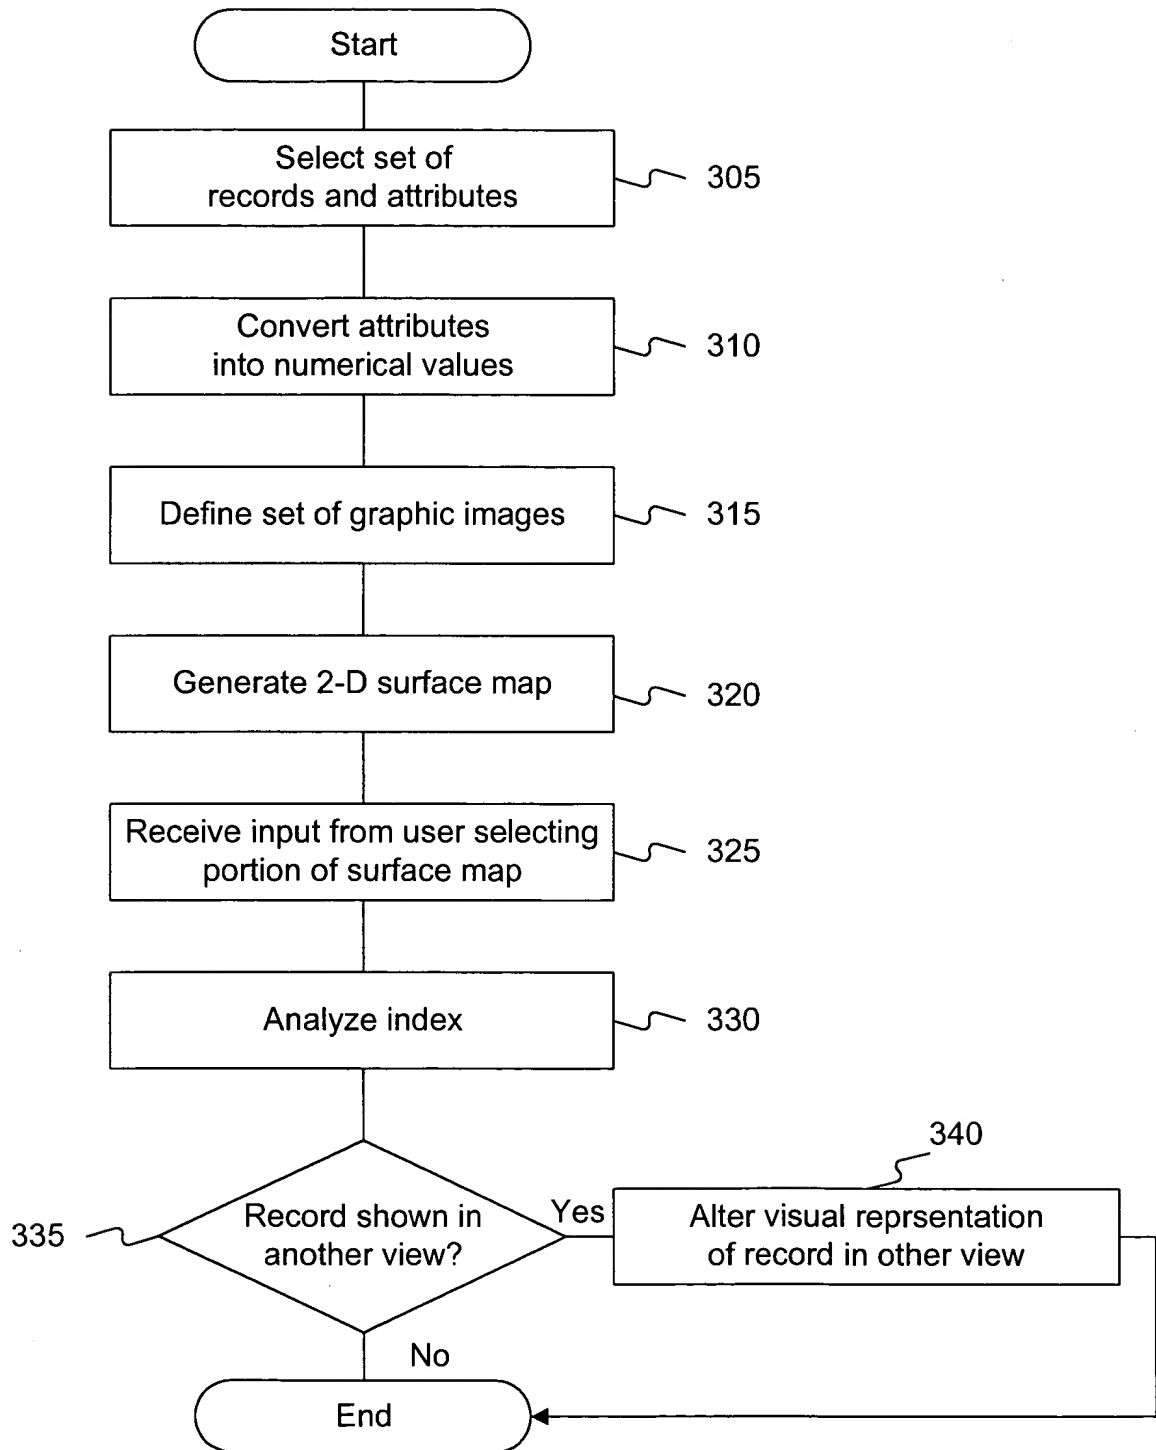 Start
Select set of
records and attributes
305
Convert attributes
into numerical values
310
Define set of graphic images
315
Generate 2-D surface map
320
Receive input from user selecting
portion of surface map
325
Analyze index
330
340
335
Record shown in
another view?
Yes
Alter visual reprsentation
of record in other view
No
End